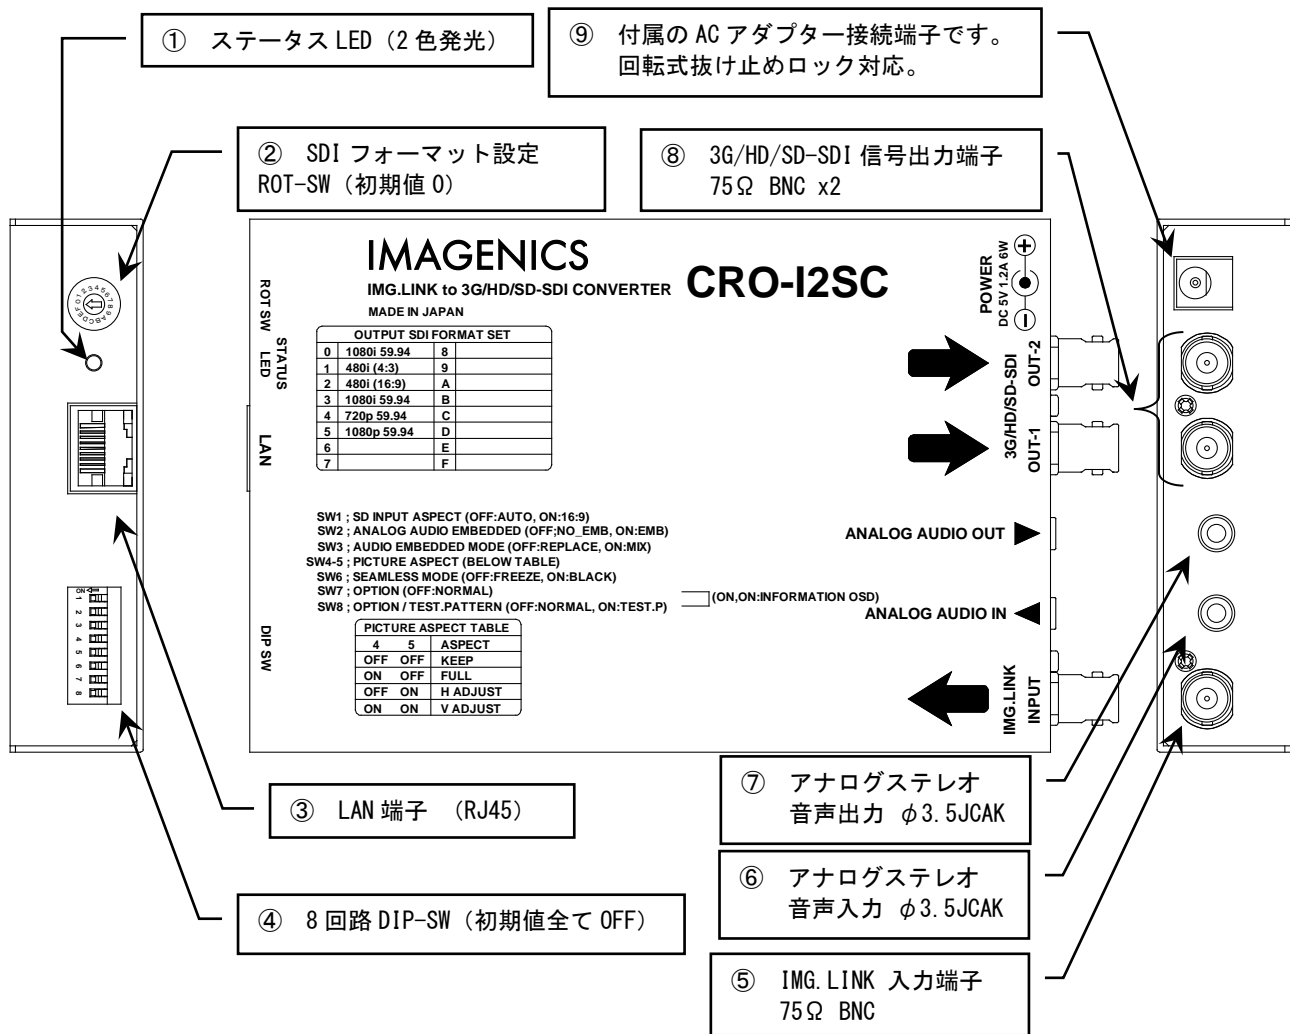 ① ステータス LED（2 色発光）
⑨ 付属の AC アダプター接続端子です。
回転式抜け止めロック対応。
② SDI フォーマット設定
ROT-SW（初期値 0）
⑧ 3G/HD/SD-SDI 信号出力端子
75Ω BNC x2
IMAGENICS
IMG.LINK to 3G/HD/SD-SDI CONVERTER
CRO-I2SC
MADE IN JAPAN
POWER
DC 5V 1.2A 6W
ROT SW
STATUS
LED
LAN
DIP SW
OUTPUT SDI FORMAT SET
0 1080i 59.94 8
1 480i (4:3) 9
2 480i (16:9) A
3 1080i 59.94 B
4 720p 59.94 C
5 1080p 59.94 D
6 E
7 F
3G/HD/SD-SDI
OUT-2
OUT-1
SW1 ; SD INPUT ASPECT (OFF:AUTO, ON:16:9)
SW2 ; ANALOG AUDIO EMBEDDED (OFF;NO_EMB, ON:EMB)
SW3 ; AUDIO EMBEDDED MODE (OFF:REPLACE, ON:MIX)
SW4-5 ; PICTURE ASPECT (BELOW TABLE)
SW6 ; SEAMLESS MODE (OFF:FREEZE, ON:BLACK)
SW7 ; OPTION (OFF:NORMAL)
SW8 ; OPTION / TEST.PATTERN (OFF:NORMAL, ON:TEST.P)
(ON,ON:INFORMATION OSD)
ANALOG AUDIO OUT
ANALOG AUDIO IN
PICTURE ASPECT TABLE
4 5 ASPECT
OFF OFF KEEP
ON OFF FULL
OFF ON H ADJUST
ON ON V ADJUST
IMG.LINK
INPUT
0123456789ABCDEF
ON
1
2
3
4
5
6
7
8
③ LAN 端子 （RJ45）
④ 8 回路 DIP-SW（初期値全て OFF）
⑦ アナログステレオ
音声出力 φ3.5JCAK
⑥ アナログステレオ
音声入力 φ3.5JCAK
⑤ IMG.LINK 入力端子
75Ω BNC